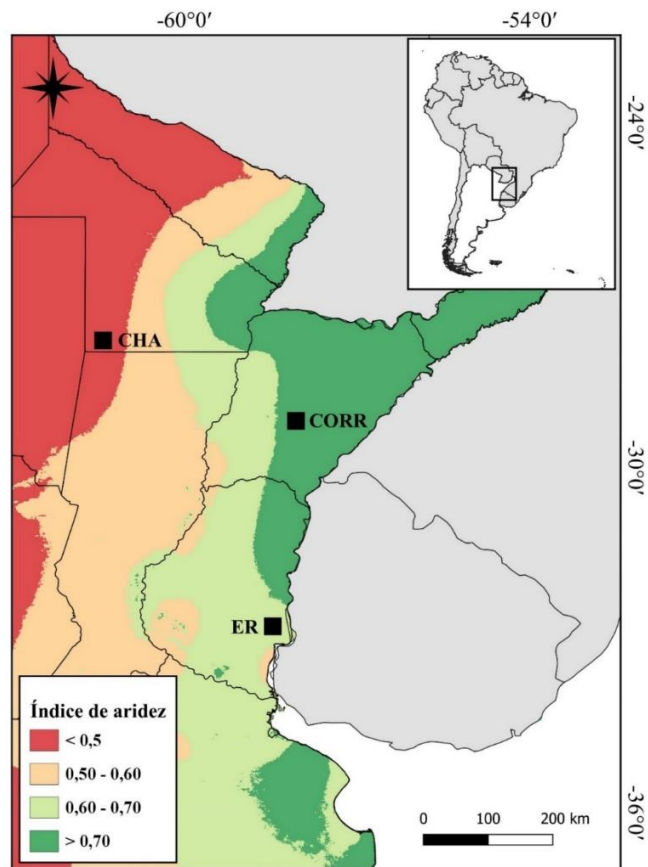 -60°0′
-54°0′
-24°0′
CHA
CORR
-30°0′
ER
Índice de aridez
< 0,5
0,50 - 0,60
0,60 - 0,70
> 0,70
0 100 200 km
-36°0′